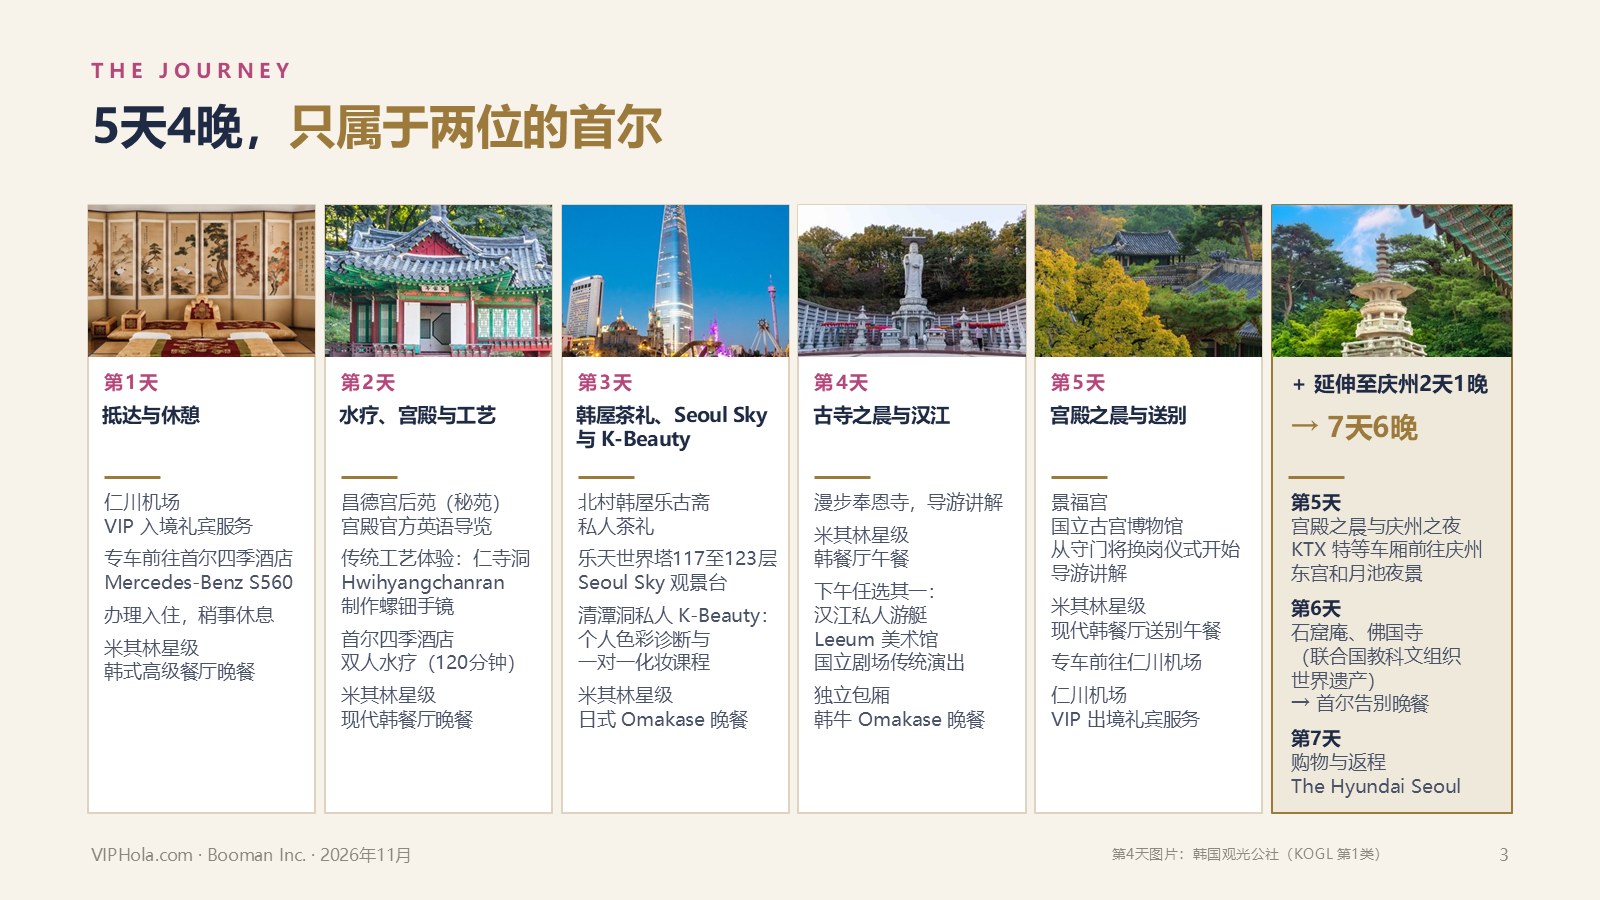 THE JOURNEY
5天4晚，只属于两位的首尔
第1天
抵达与休憩
仁川机场
VIP 入境礼宾服务
专车前往首尔四季酒店
Mercedes-Benz S560
办理入住，稍事休息
米其林星级
韩式高级餐厅晚餐
第2天
水疗、宫殿与工艺
昌德宫后苑（秘苑）
宫殿官方英语导览
传统工艺体验：仁寺洞
Hwihyangchanran
制作螺钿手镜
首尔四季酒店
双人水疗（120分钟）
米其林星级
现代韩餐厅晚餐
第3天
韩屋茶礼、Seoul Sky
与 K-Beauty
北村韩屋乐古斋
私人茶礼
乐天世界塔117至123层
Seoul Sky 观景台
清潭洞私人 K-Beauty：
个人色彩诊断与
一对一化妆课程
米其林星级
日式 Omakase 晚餐
第4天
古寺之晨与汉江
漫步奉恩寺，导游讲解
米其林星级
韩餐厅午餐
下午任选其一：
汉江私人游艇
Leeum 美术馆
国立剧场传统演出
独立包厢
韩牛 Omakase 晚餐
第5天
宫殿之晨与送别
景福宫
国立古宫博物馆
从守门将换岗仪式开始
导游讲解
米其林星级
现代韩餐厅送别午餐
专车前往仁川机场
仁川机场
VIP 出境礼宾服务
+ 延伸至庆州2天1晚
→ 7天6晚
第5天
宫殿之晨与庆州之夜
KTX 特等车厢前往庆州
东宫和月池夜景
第6天
石窟庵、佛国寺
（联合国教科文组织
世界遗产）
→ 首尔告别晚餐
第7天
购物与返程
The Hyundai Seoul
VIPHola.com · Booman Inc. · 2026年11月
第4天图片：韩国观光公社（KOGL 第1类）
3